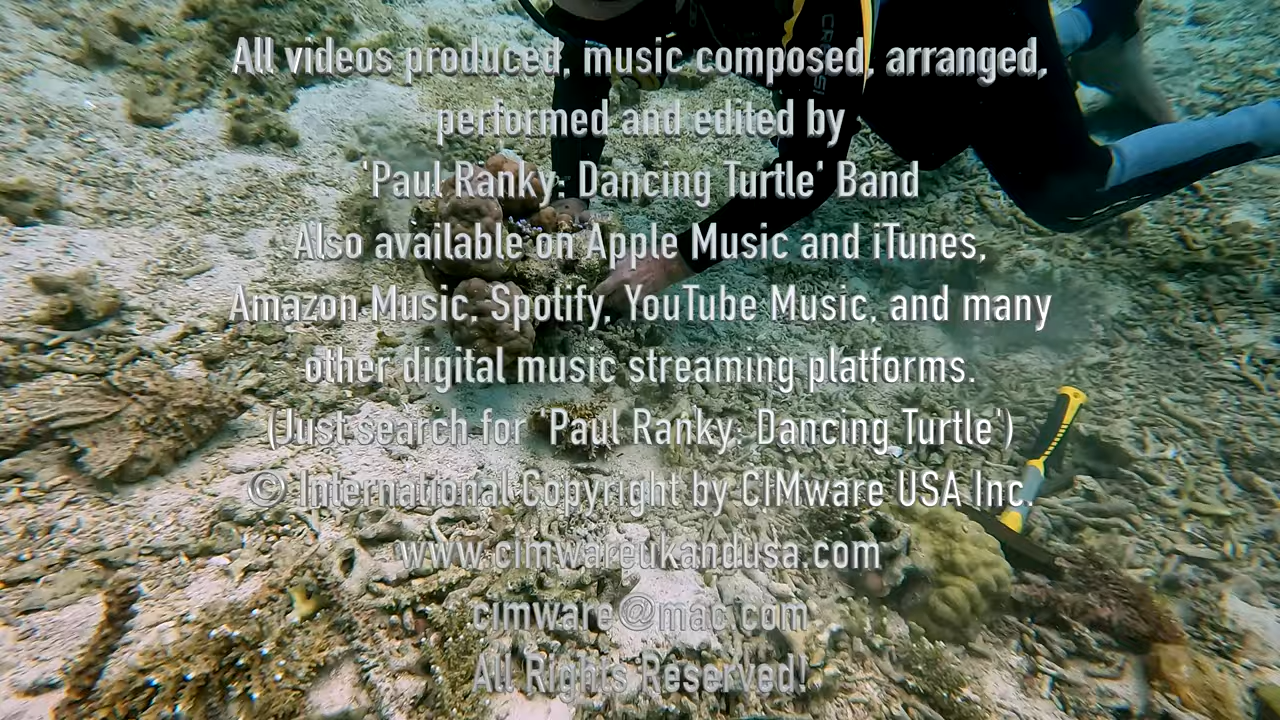 All videos produced, music composed, arranged,
performed and edited by
'Paul Ranky: Dancing Turtle' Band
Also available on Apple Music and iTunes,
Amazon Music, Spotify, YouTube Music, and many
other digital music streaming platforms.
(Just search for 'Paul Ranky: Dancing Turtle')
© International Copyright by CIMware USA Inc.
www.cimwareukandusa.com
cimware@mac.com
All Rights Reserved!
CRESSI